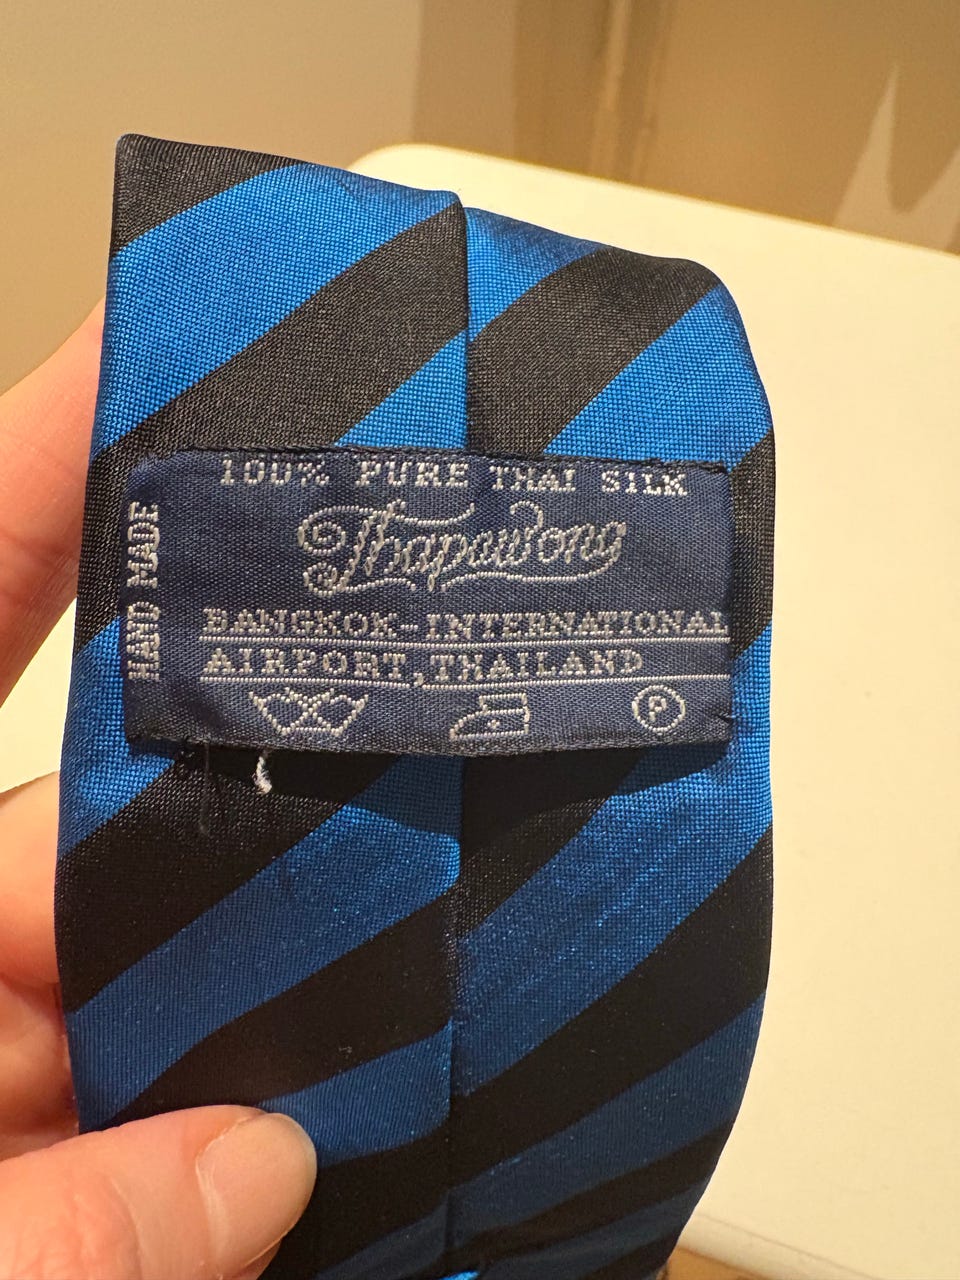 100% PURE THAI SILK
Thapawong
HAND MADE
BANGKOK-INTERNATIONAL
AIRPORT, THAILAND
P